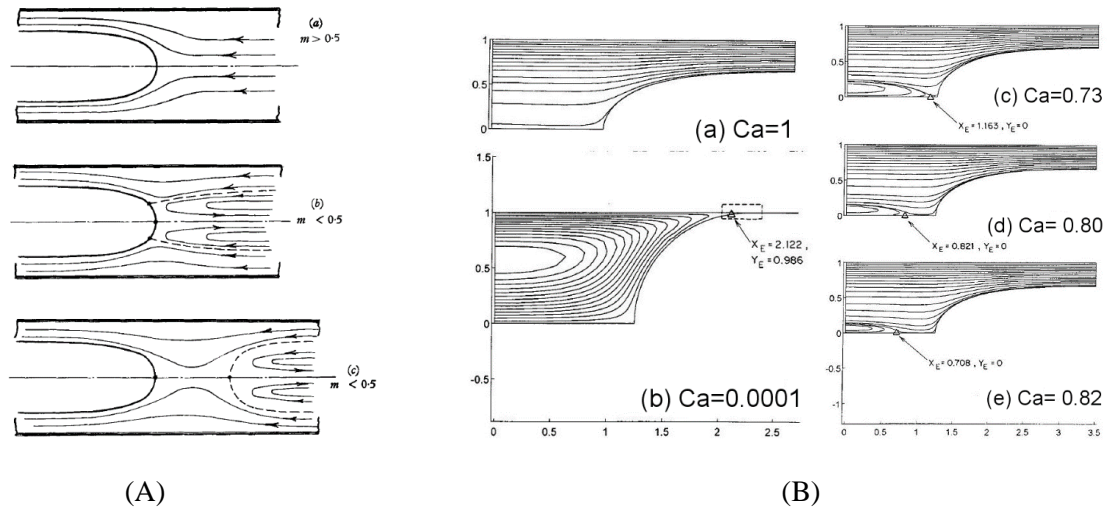 (a)
m > 0·5
(b)
m < 0·5
(c)
m < 0·5
(A)
1
0.5
0
(a) Ca=1
1.5
1
0.5
0
-0.5
X_E=2.122,
Y_E=0.986
(b) Ca=0.0001
0 0.5 1 1.5 2 2.5
1
0.5
0
(c) Ca=0.73
X_E=1.163, Y_E=0
1
0.5
0
(d) Ca=0.80
X_E=0.821, Y_E=0
1
0.5
0
X_E=0.708, Y_E=0
-0.5
-1
(e) Ca= 0.82
0 0.5 1 1.5 2 2.5 3 3.5
(B)